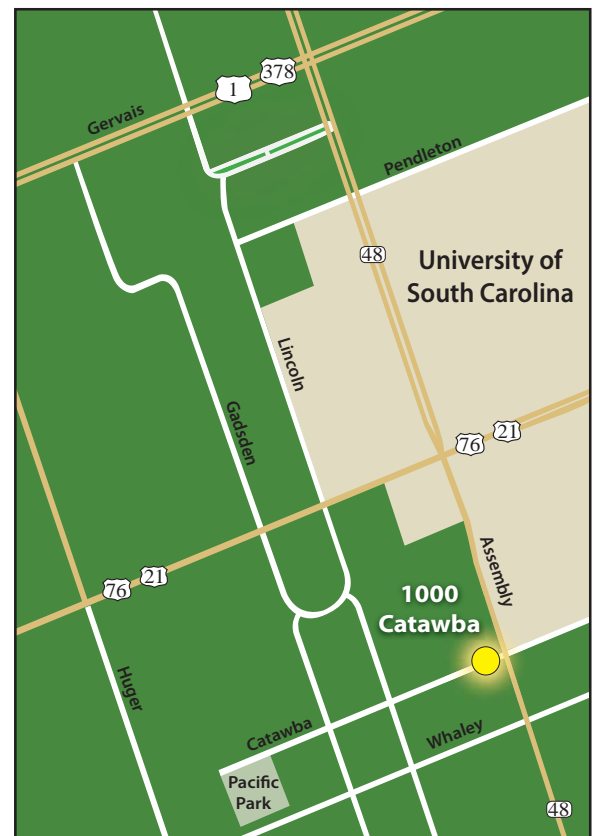 378
1
Gervais
Pendleton
48
University of
South Carolina
Lincoln
Gadsden
76
21
76
21
Assembly
1000
Catawba
Huger
Catawba
Whaley
Pacific
Park
48